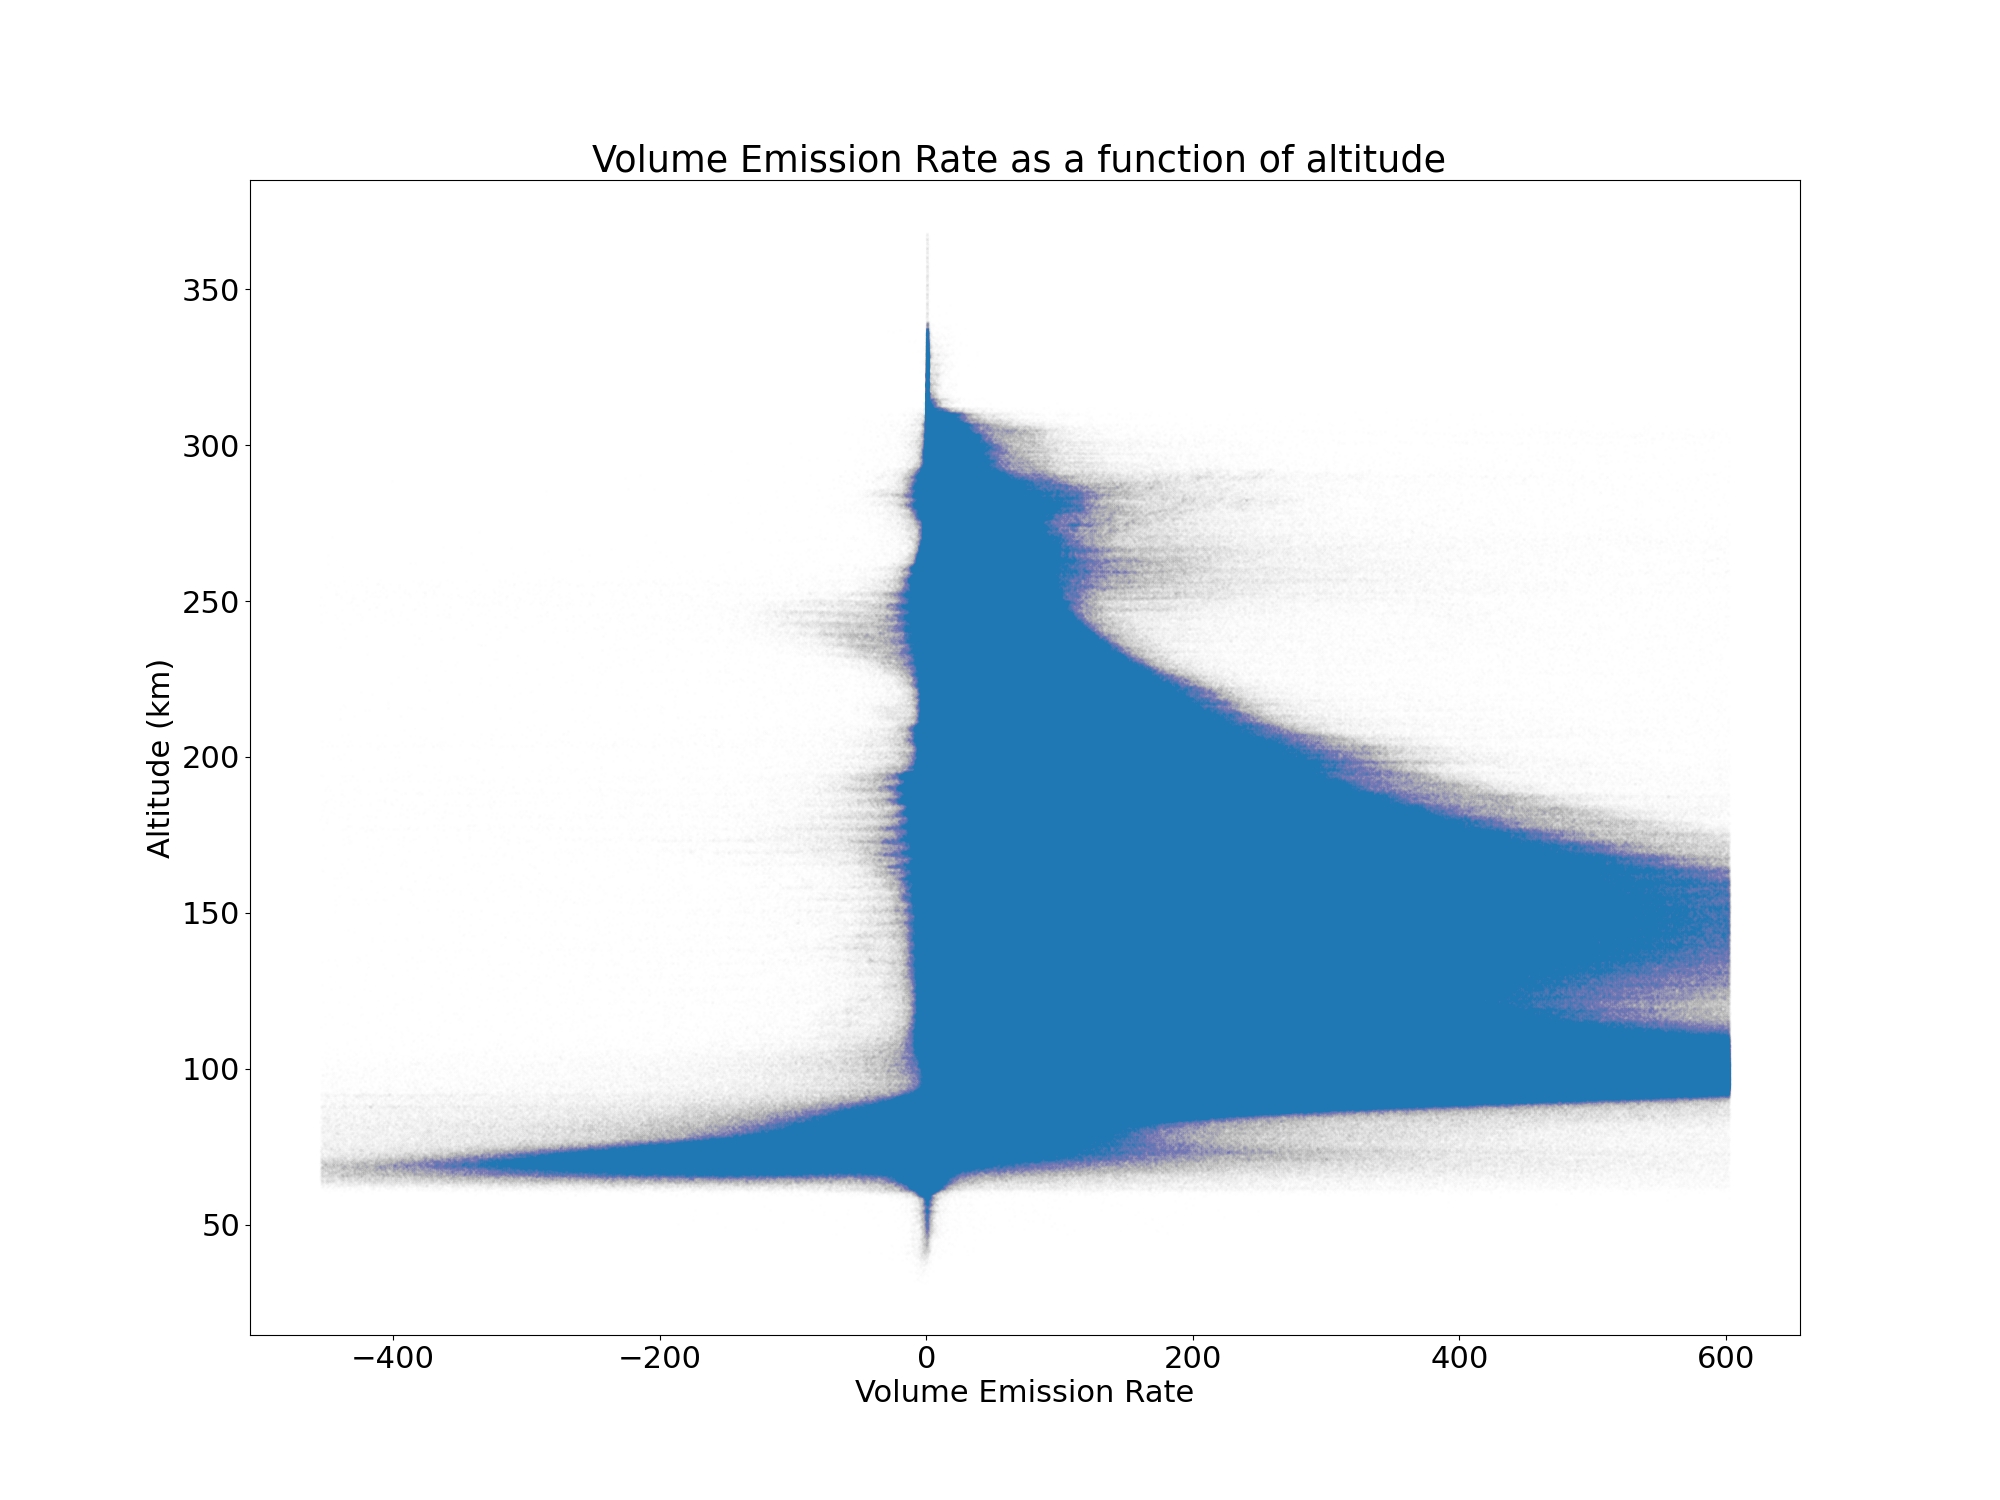 Volume Emission Rate as a function of altitude
Altitude (km)
350
300
250
200
150
100
50
−400 −200 0 200 400 600
Volume Emission Rate